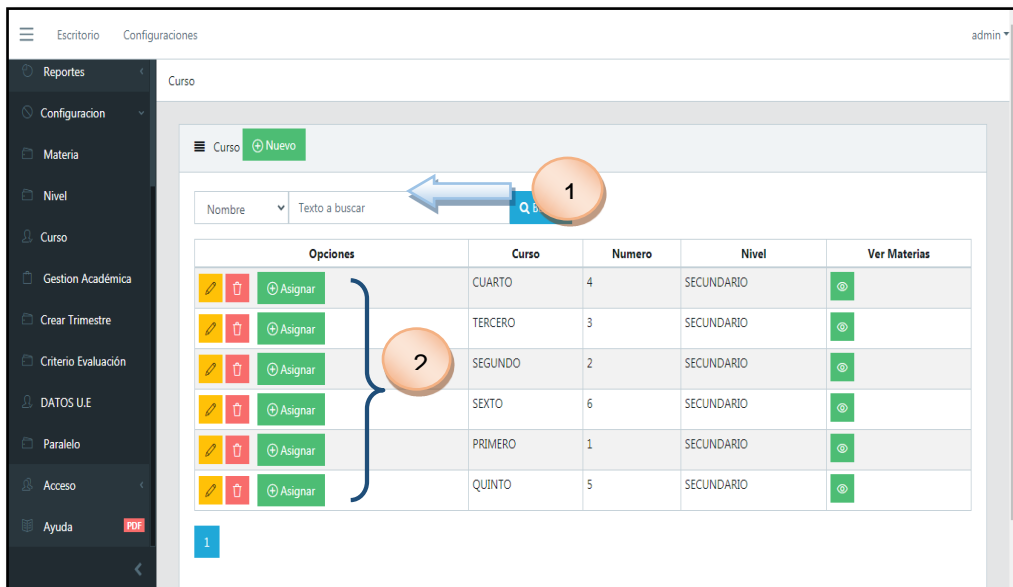 Escritorio Configuraciones admin
Reportes
Configuracion
Materia
Nivel
Curso
Gestion Académica
Crear Trimestre
Criterio Evaluación
DATOS U.E
Paralelo
Acceso
Ayuda PDF
Curso
Curso Nuevo
Nombre Texto a buscar
1
Opciones Curso Numero Nivel Ver Materias
Asignar CUARTO 4 SECUNDARIO
Asignar TERCERO 3 SECUNDARIO
Asignar SEGUNDO 2 SECUNDARIO
Asignar SEXTO 6 SECUNDARIO
Asignar PRIMERO 1 SECUNDARIO
Asignar QUINTO 5 SECUNDARIO
2
1